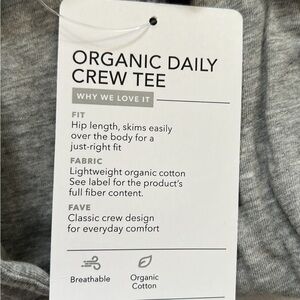 ORGANIC DAILY
CREW TEE
WHY WE LOVE IT
FIT
Hip length, skims easily
over the body for a
just-right fit
FABRIC
Lightweight organic cotton
See label for the product's
full fiber content.
FAVE
Classic crew design
for everyday comfort
Breathable
Organic
Cotton